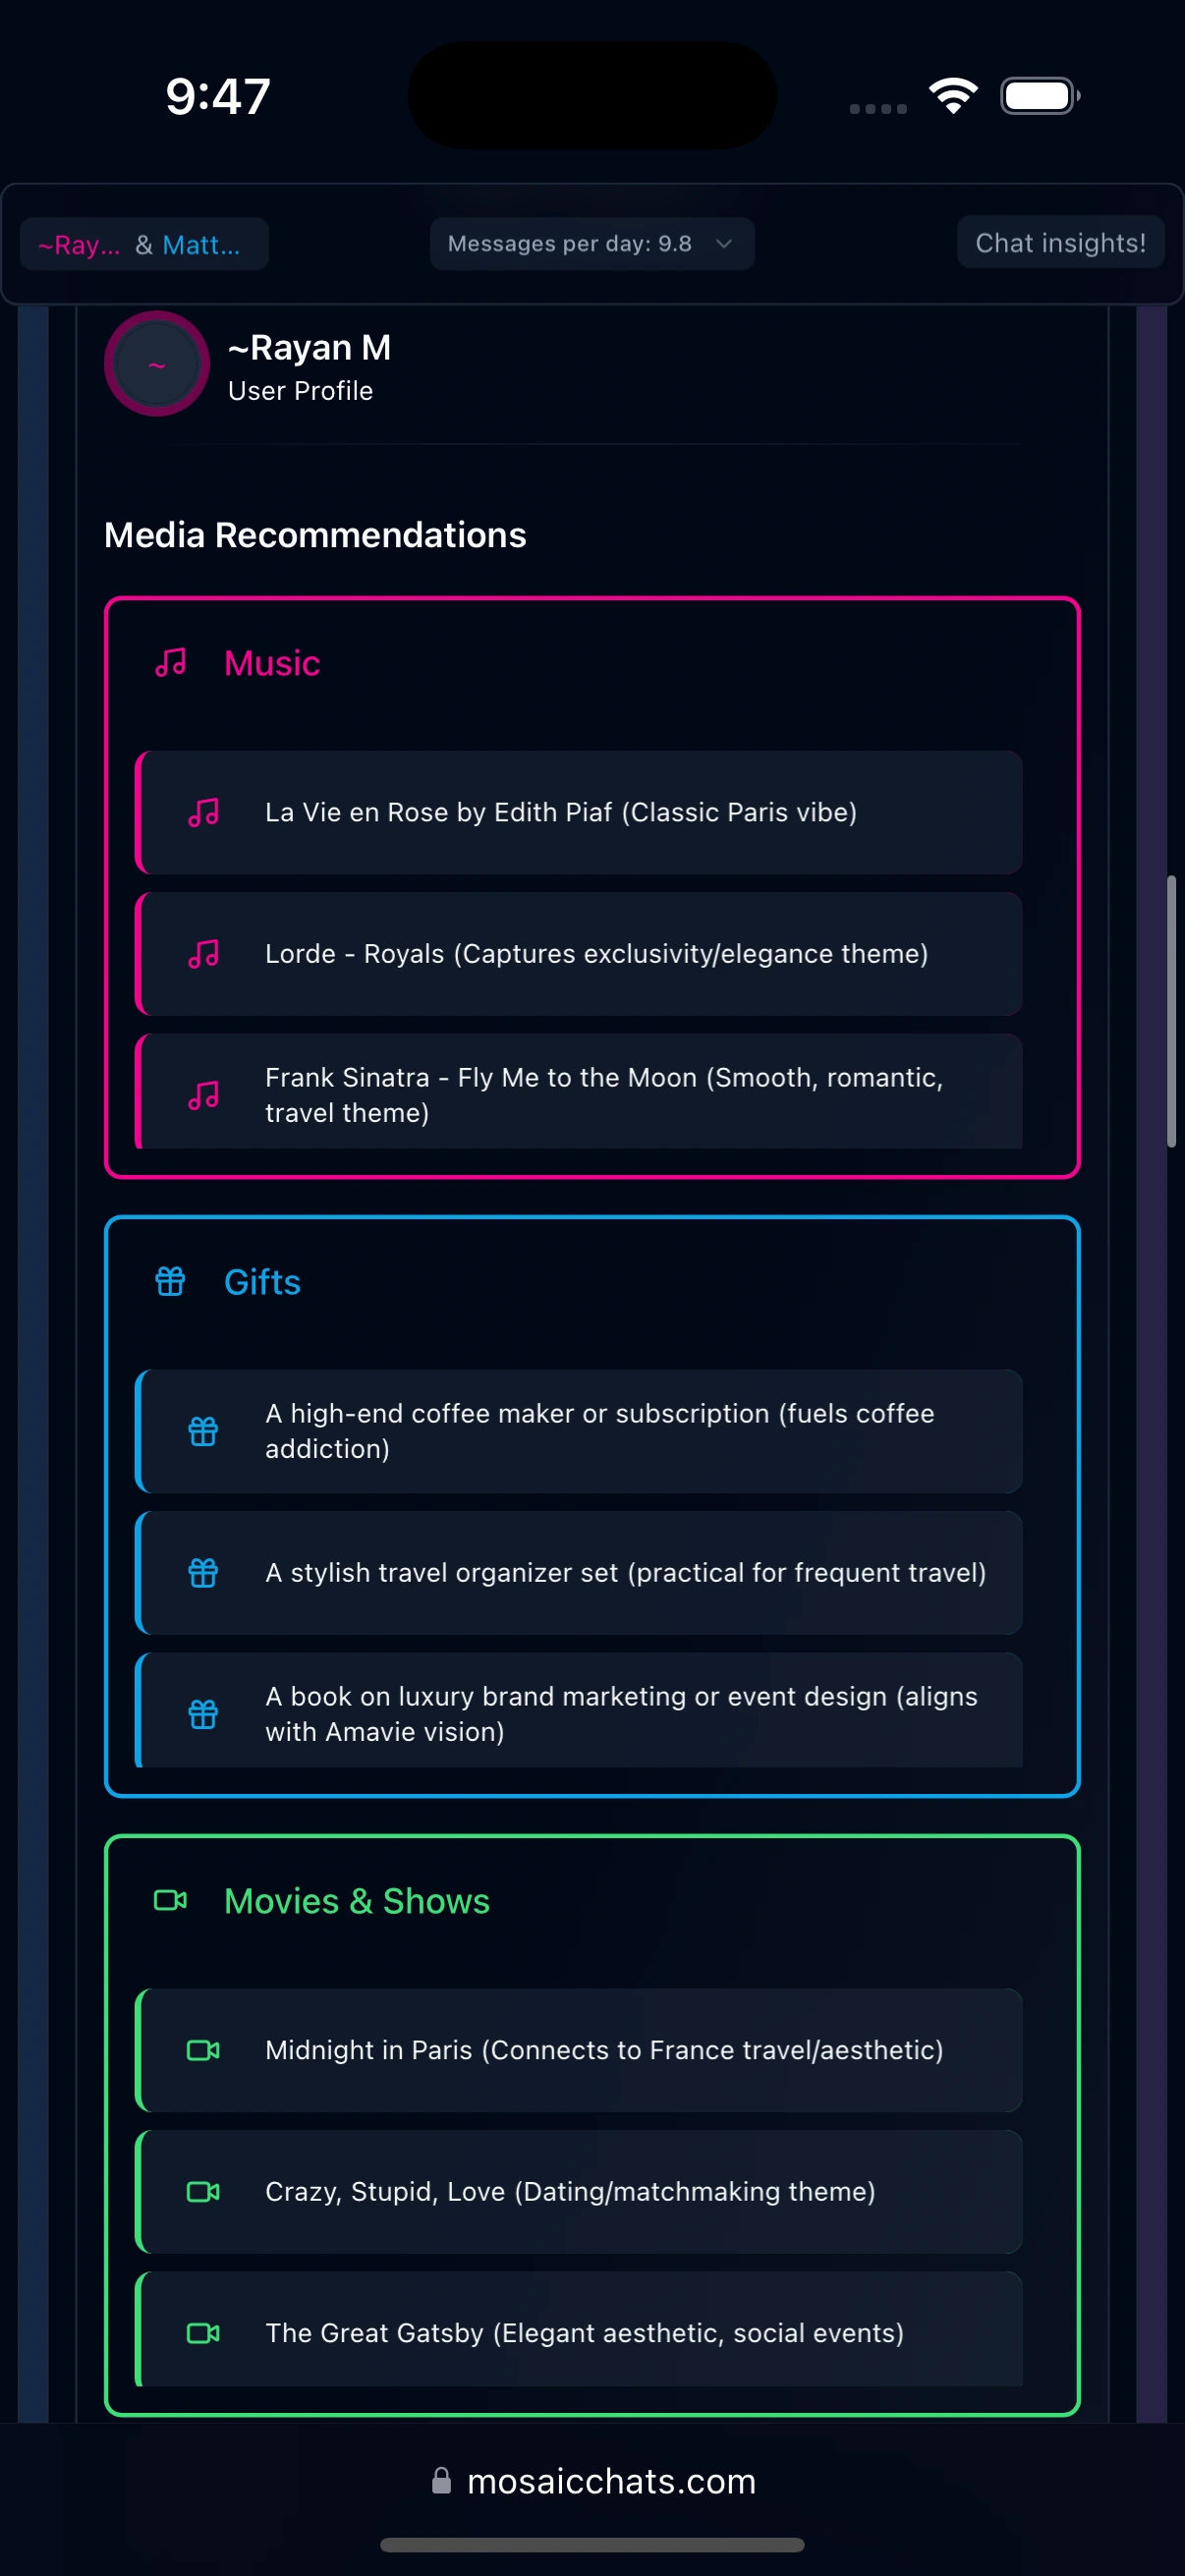 9:47
~Ray... & Matt...
Messages per day: 9.8
Chat insights!
~
~Rayan M
User Profile
Media Recommendations
Music
La Vie en Rose by Edith Piaf (Classic Paris vibe)
Lorde - Royals (Captures exclusivity/elegance theme)
Frank Sinatra - Fly Me to the Moon (Smooth, romantic,
travel theme)
Gifts
A high-end coffee maker or subscription (fuels coffee
addiction)
A stylish travel organizer set (practical for frequent travel)
A book on luxury brand marketing or event design (aligns
with Amavie vision)
Movies & Shows
Midnight in Paris (Connects to France travel/aesthetic)
Crazy, Stupid, Love (Dating/matchmaking theme)
The Great Gatsby (Elegant aesthetic, social events)
mosaicchats.com